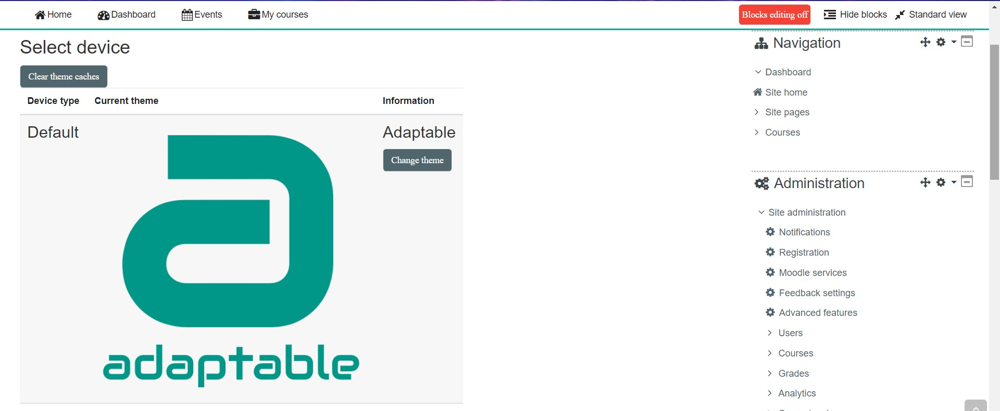 Home Dashboard Events My courses Blocks editing off Hide blocks Standard view
Select device
Clear theme caches
Device type Current theme Information
Default Adaptable
Change theme
adaptable
Navigation
Dashboard
Site home
Site pages
Courses
Administration
Site administration
Notifications
Registration
Moodle services
Feedback settings
Advanced features
Users
Courses
Grades
Analytics